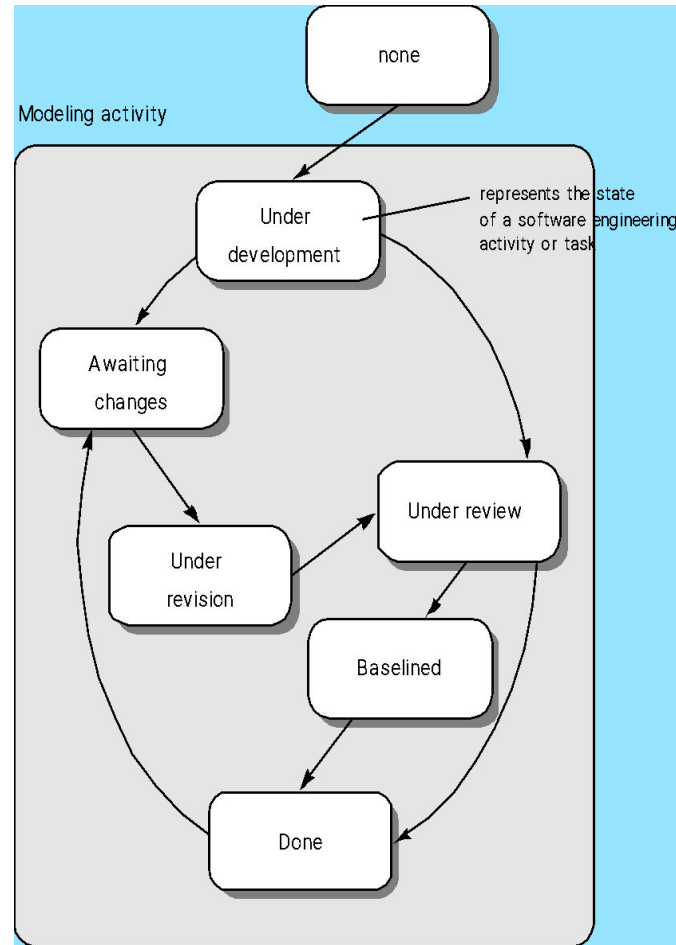 none
Modeling activity
Under
development
represents the state
of a software engineering
activity or task
Awaiting
changes
Under review
Under
revision
Baselined
Done